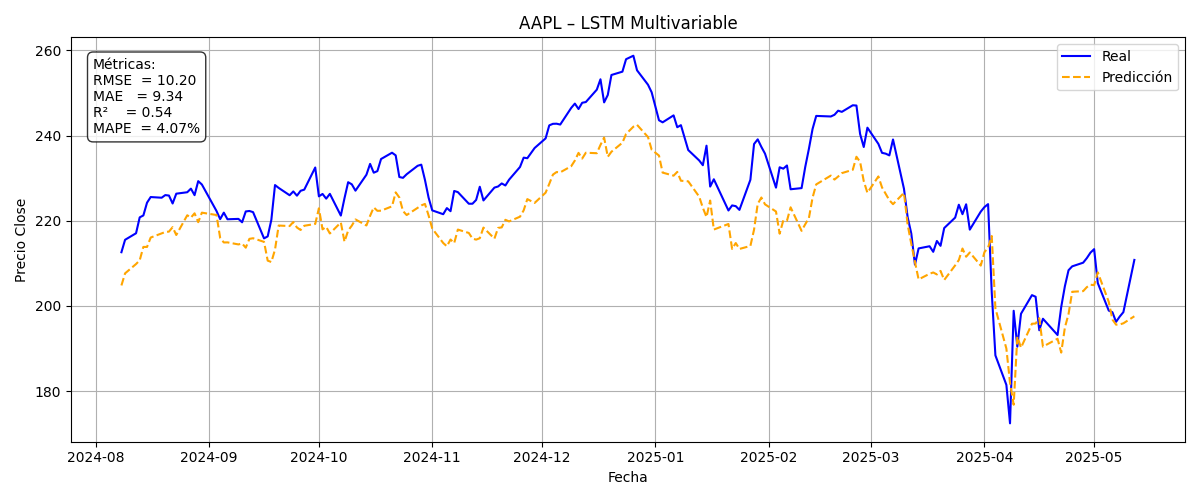 AAPL – LSTM Multivariable
Métricas:
RMSE = 10.20
MAE = 9.34
R² = 0.54
MAPE = 4.07%
Real
Predicción
Precio Close
260
240
220
200
180
2024-08 2024-09 2024-10 2024-11 2024-12 2025-01 2025-02 2025-03 2025-04 2025-05
Fecha